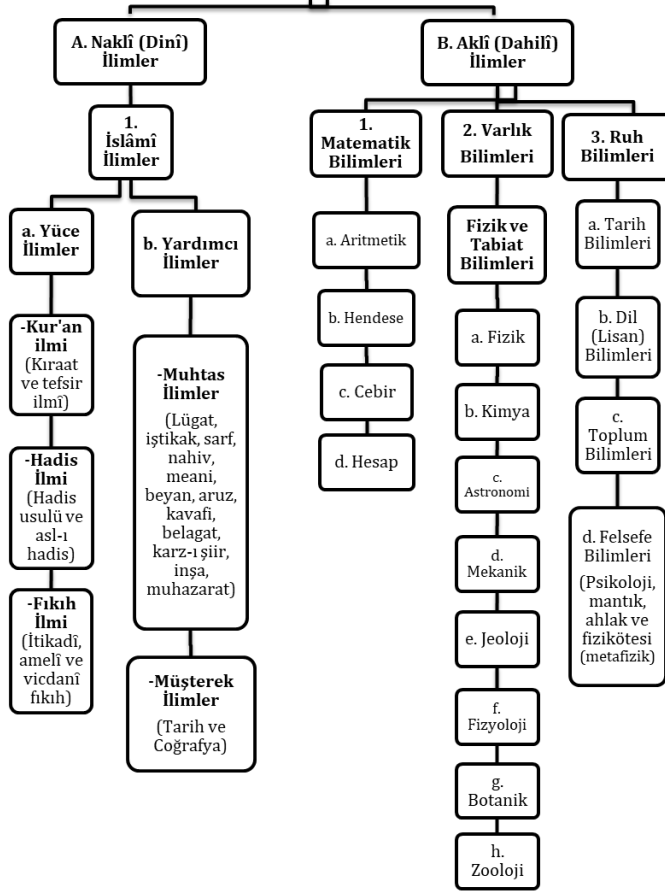 A. Naklî (Dinî)
İlimler
B. Aklî (Dahilî)
İlimler
1.
İslâmî
İlimler
1.
Matematik
Bilimleri
2. Varlık
Bilimleri
3. Ruh
Bilimleri
a. Yüce
İlimler
b. Yardımcı
İlimler
a. Aritmetik
Fizik ve
Tabiat
Bilimleri
a. Tarih
Bilimleri
-Kur'an
ilmi
(Kıraat
ve tefsir
ilmî)
-Muhtas
İlimler
(Lügat,
iştikak, sarf,
nahiv,
meani,
beyan, aruz,
kavafi,
belagat,
karz-ı şiir,
inşa,
muhazarat)
b. Hendese
a. Fizik
b. Dil
(Lisan)
Bilimleri
c. Cebir
b. Kimya
c.
Toplum
Bilimleri
-Hadis
İlmi
(Hadis
usulü ve
asl-ı
hadis)
d. Hesap
c.
Astronomi
d.
Mekanik
d. Felsefe
Bilimleri
(Psikoloji,
mantık,
ahlak ve
fizikötesi
(metafizik)
-Fıkıh
İlmi
(İtikadî,
amelî ve
vicdanî
fıkıh)
-Müşterek
İlimler
(Tarih ve
Coğrafya)
e. Jeoloji
f.
Fizyoloji
g.
Botanik
h.
Zooloji